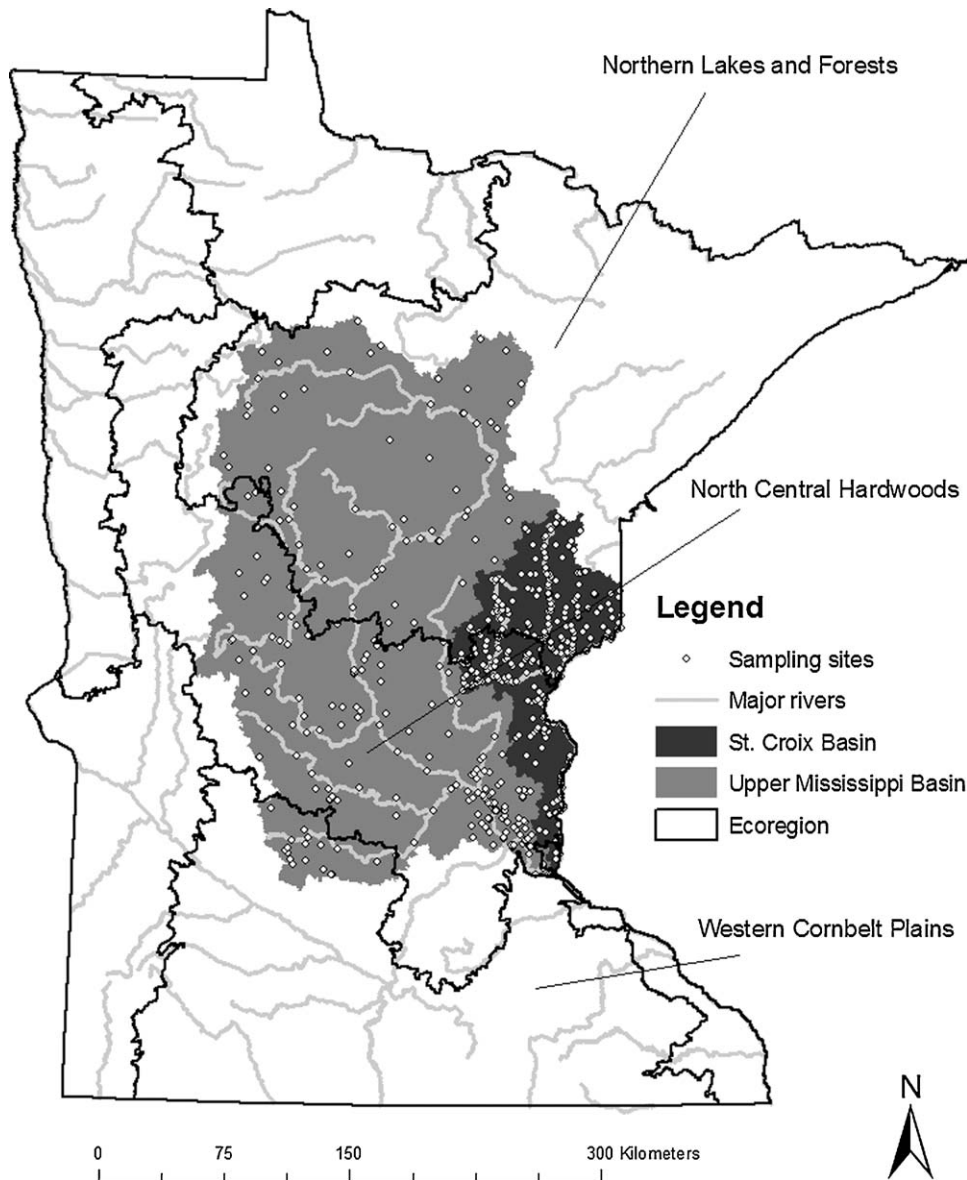 Northern Lakes and Forests
North Central Hardwoods
Legend
Sampling sites
Major rivers
St. Croix Basin
Upper Mississippi Basin
Ecoregion
Western Cornbelt Plains
N
0 75 150 300 Kilometers